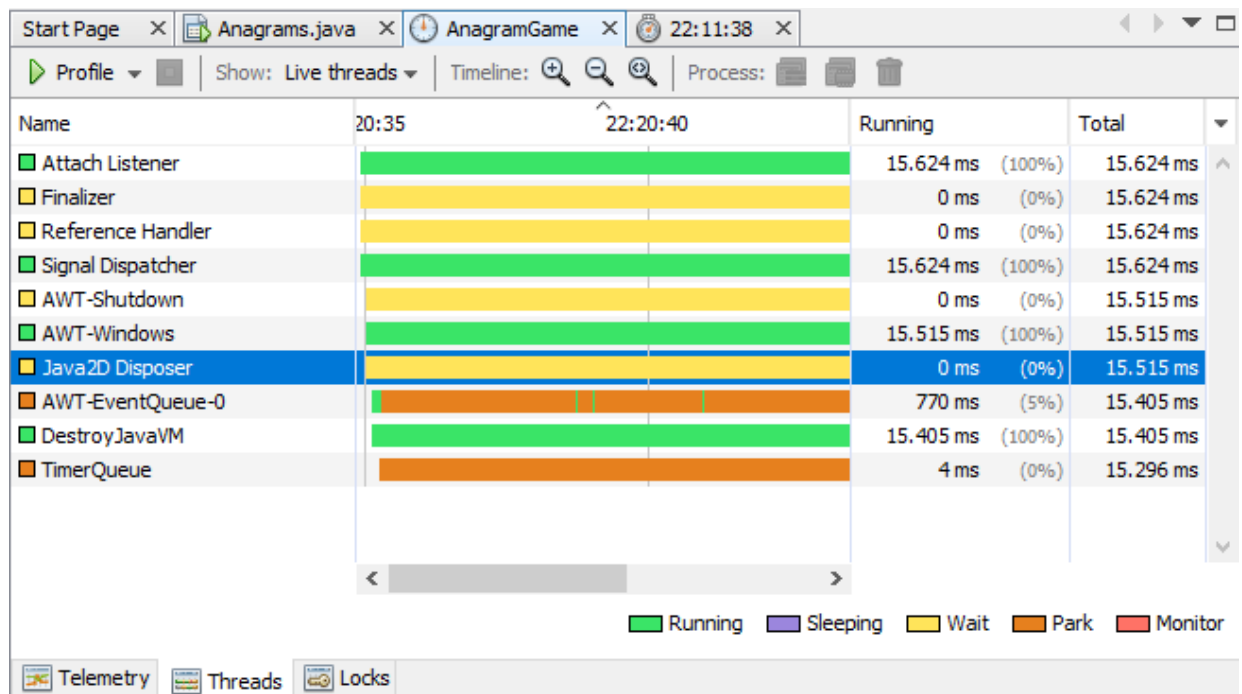 Start Page Anagrams.java AnagramGame 22:11:38
Profile Show: Live threads Timeline: Process:
Name 20:35 22:20:40 Running Total
Attach Listener 15.624 ms (100%) 15.624 ms
Finalizer 0 ms (0%) 15.624 ms
Reference Handler 0 ms (0%) 15.624 ms
Signal Dispatcher 15.624 ms (100%) 15.624 ms
AWT-Shutdown 0 ms (0%) 15.515 ms
AWT-Windows 15.515 ms (100%) 15.515 ms
Java2D Disposer 0 ms (0%) 15.515 ms
AWT-EventQueue-0 770 ms (5%) 15.405 ms
DestroyJavaVM 15.405 ms (100%) 15.405 ms
TimerQueue 4 ms (0%) 15.296 ms
Running Sleeping Wait Park Monitor
Telemetry Threads Locks